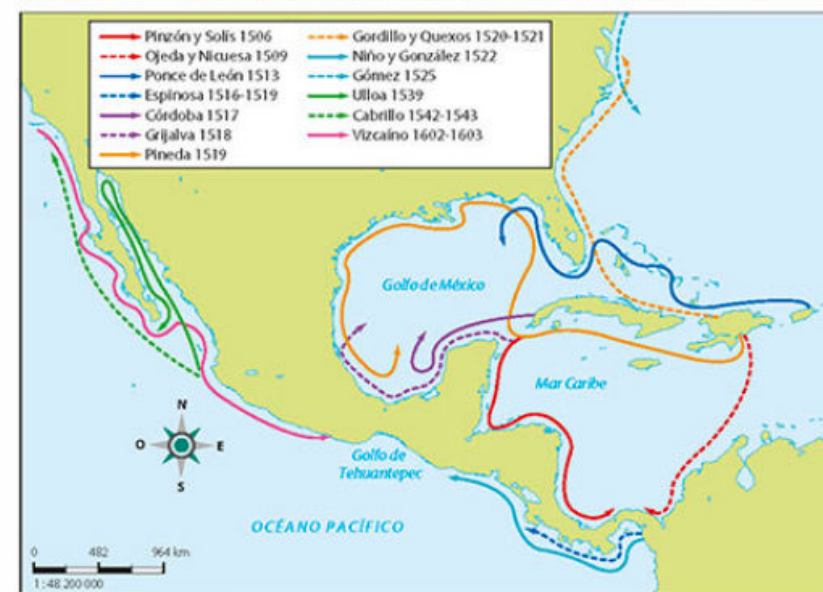 Pinzón y Solís 1506
Ojeda y Nicuesa 1509
Ponce de León 1513
Espinosa 1516-1519
Córdoba 1517
Grijalva 1518
Pineda 1519
Gordillo y Quexos 1520-1521
Niño y González 1522
Gómez 1525
Ulloa 1539
Cabrillo 1542-1543
Vizcaíno 1602-1603
Golfo de México
Mar Caribe
N
O
E
S
Golfo de
Tehuantepec
OCÉANO PACÍFICO
0 482 964 km
1:48 200 000